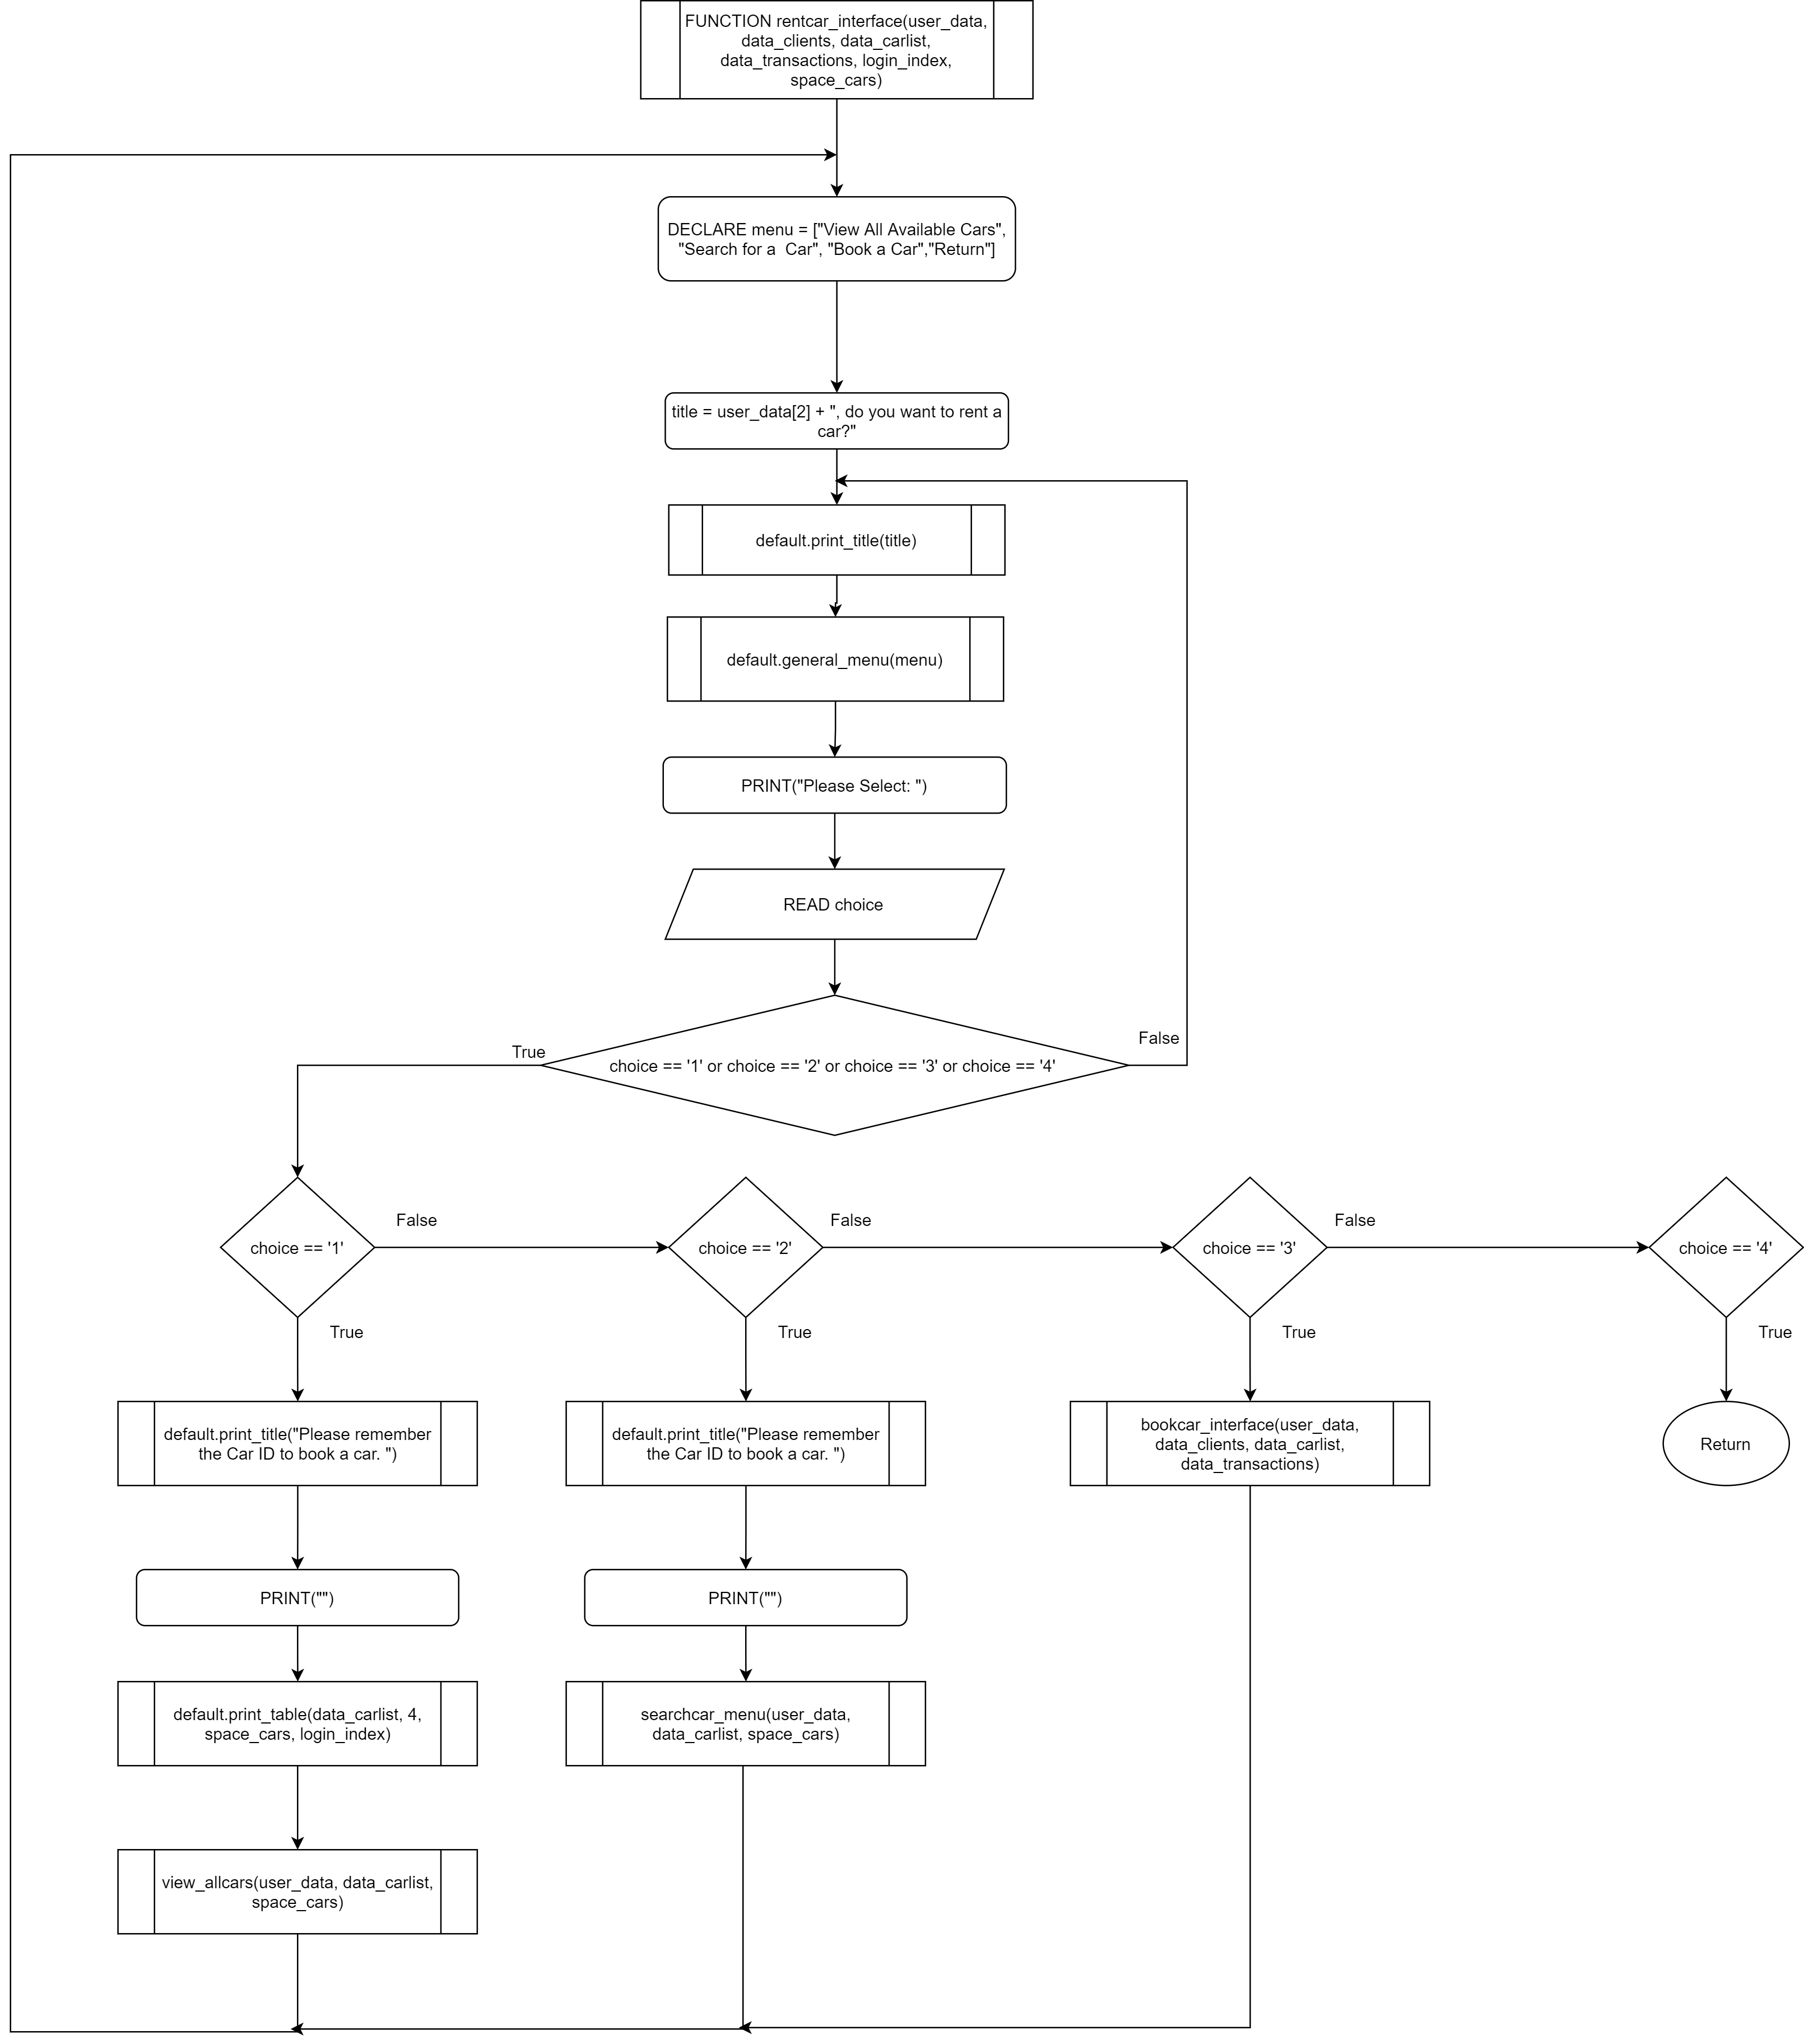 FUNCTION rentcar_interface(user_data,
data_clients, data_carlist,
data_transactions, login_index,
space_cars)
DECLARE menu = ["View All Available Cars",
"Search for a  Car", "Book a Car","Return"]
title = user_data[2] + ", do you want to rent a
car?"
default.print_title(title)
default.general_menu(menu)
PRINT("Please Select: ")
READ choice
choice == '1' or choice == '2' or choice == '3' or choice == '4'
True
False
choice == '1'
False
choice == '2'
False
choice == '3'
False
choice == '4'
True
True
True
True
default.print_title("Please remember
the Car ID to book a car. ")
default.print_title("Please remember
the Car ID to book a car. ")
bookcar_interface(user_data,
data_clients, data_carlist,
data_transactions)
Return
PRINT("")
PRINT("")
default.print_table(data_carlist, 4,
space_cars, login_index)
searchcar_menu(user_data,
data_carlist, space_cars)
view_allcars(user_data, data_carlist,
space_cars)